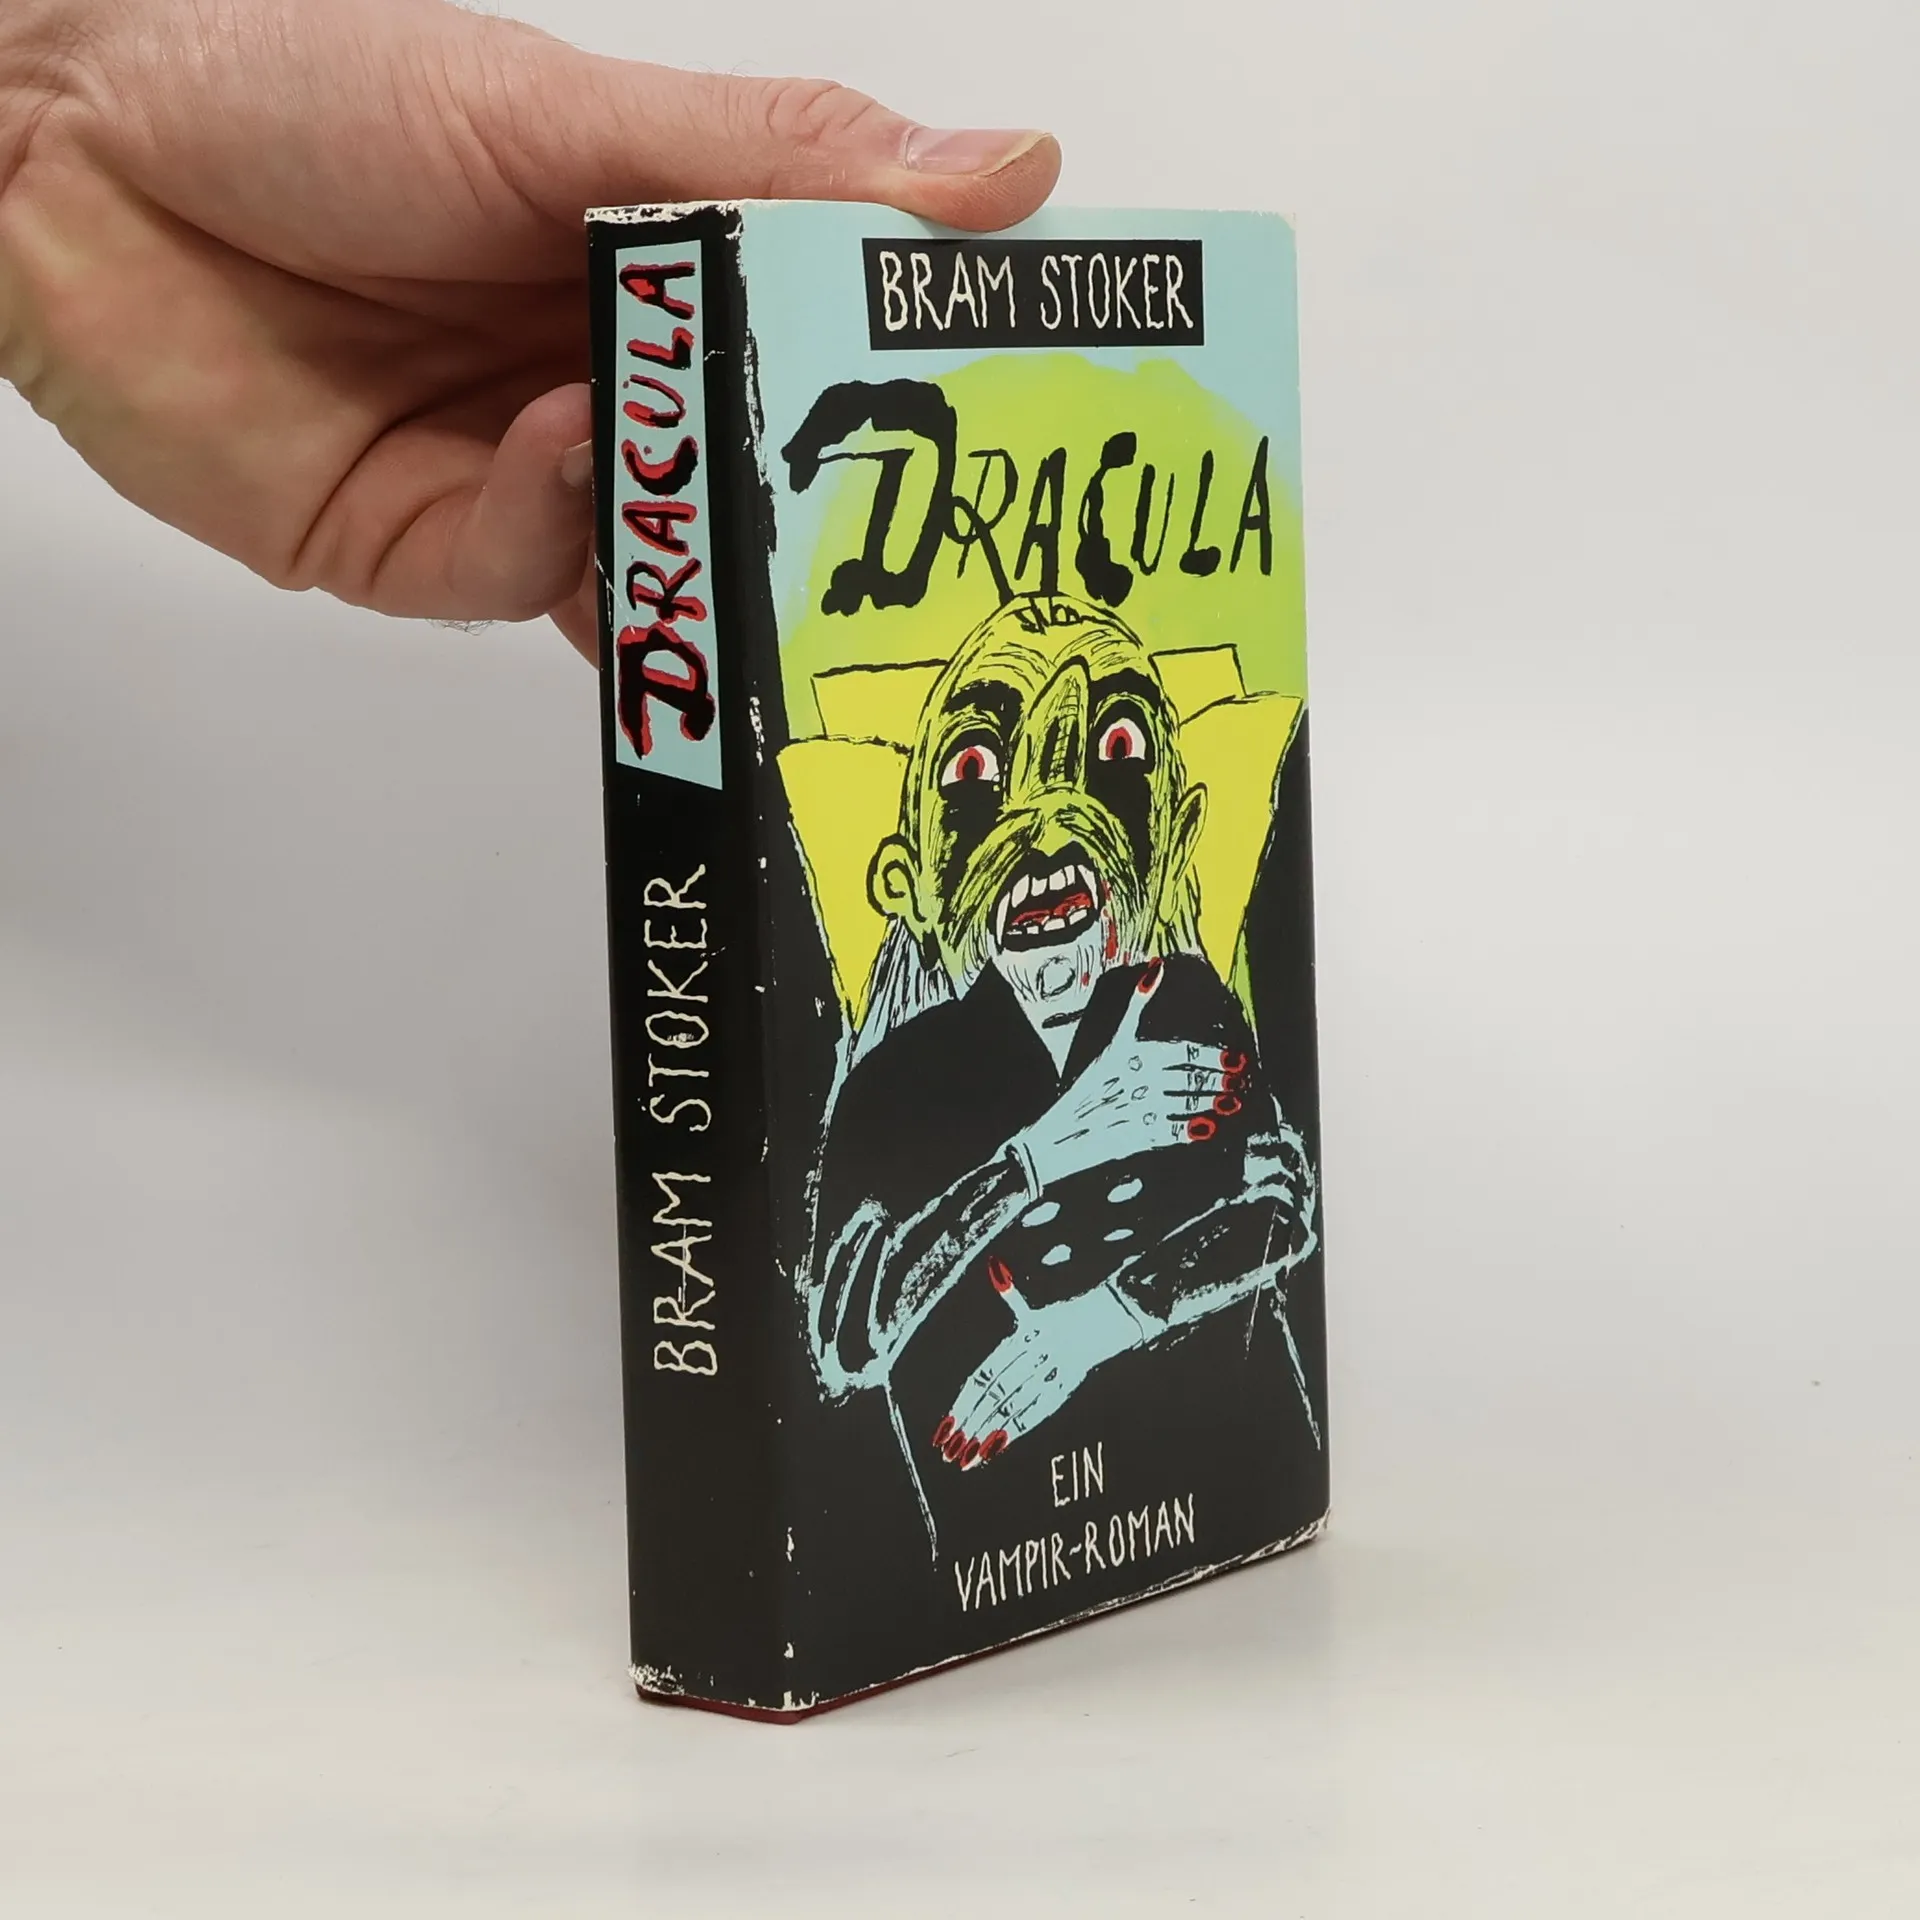 DRACULA
BRAM STOKER
BRAM STOKER
DRACULA
EIN
VAMPIR-ROMAN